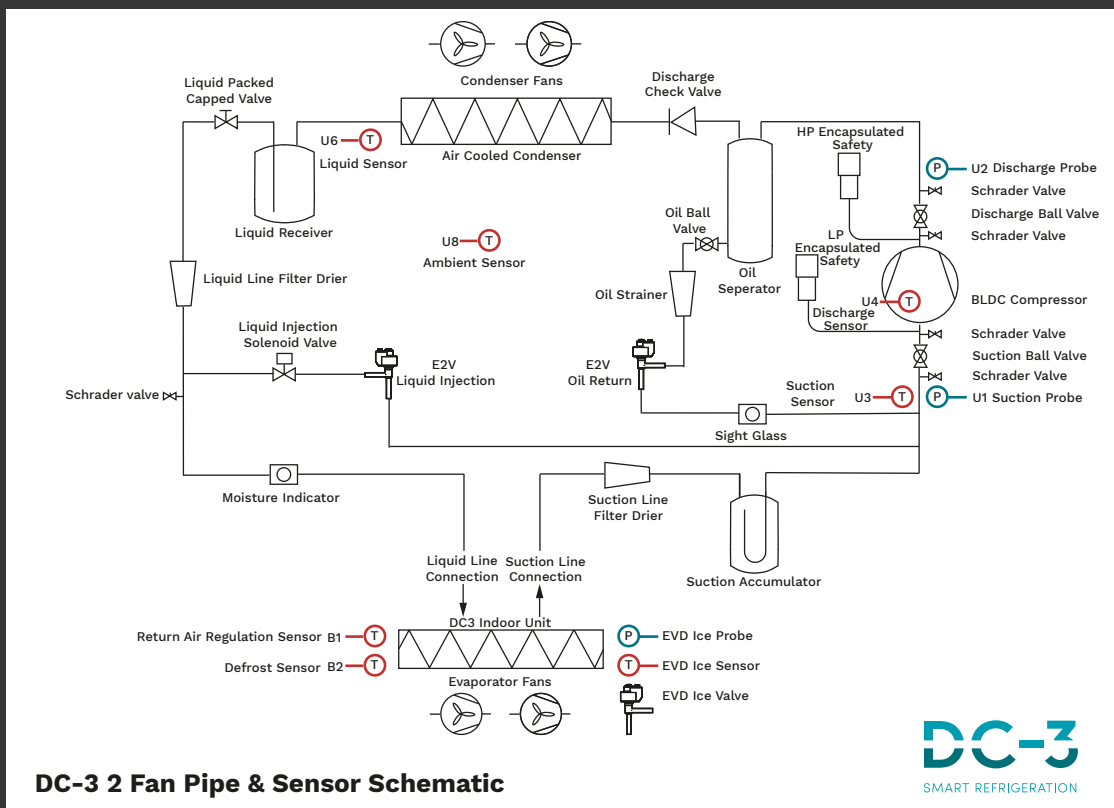 Condenser Fans
Liquid Packed
Capped Valve
Discharge
Check Valve
U6
T
Liquid Sensor
Air Cooled Condenser
HP Encapsulated
Safety
P
U2 Discharge Probe
Schrader Valve
Discharge Ball Valve
Schrader Valve
Liquid Receiver
U8
T
Ambient Sensor
Oil Ball
Valve
LP
Encapsulated
Safety
Oil
Seperator
Liquid Line Filter Drier
Oil Strainer
U4
T
Discharge
Sensor
BLDC Compressor
Schrader Valve
Suction Ball Valve
Schrader Valve
Liquid Injection
Solenoid Valve
E2V
Liquid Injection
E2V
Oil Return
Schrader valve
Suction
Sensor
U3
T
P
U1 Suction Probe
Sight Glass
Moisture Indicator
Suction Line
Filter Drier
Suction Accumulator
Liquid Line
Connection
Suction Line
Connection
DC3 Indoor Unit
Return Air Regulation Sensor B1
T
Defrost Sensor B2
T
P
EVD Ice Probe
T
EVD Ice Sensor
EVD Ice Valve
Evaporator Fans
DC-3 2 Fan Pipe & Sensor Schematic
DC-3
SMART REFRIGERATION